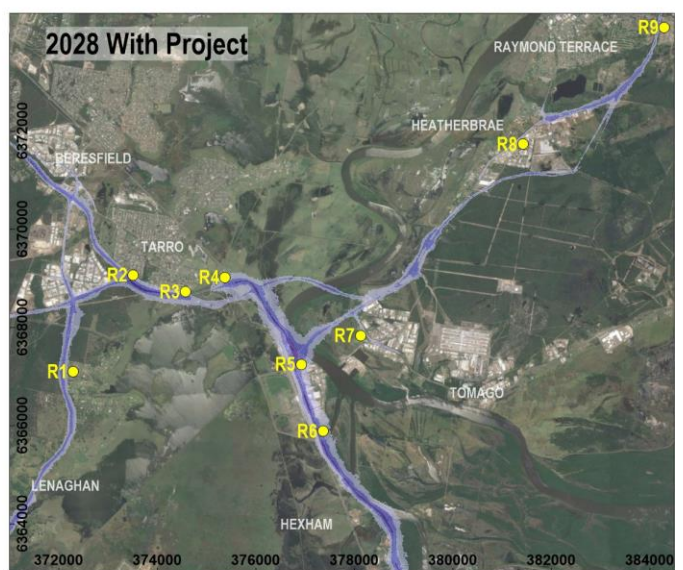 2028 With Project
R9
RAYMOND TERRACE
6372000
HEATHERBRAE
R8
BERESFIELD
6370000
TARRO
R2
R4
R3
6368000
R7
R5
R1
TOMAGO
6366000
R6
LENAGHAN
6364000
HEXHAM
372000 374000 376000 378000 380000 382000 384000